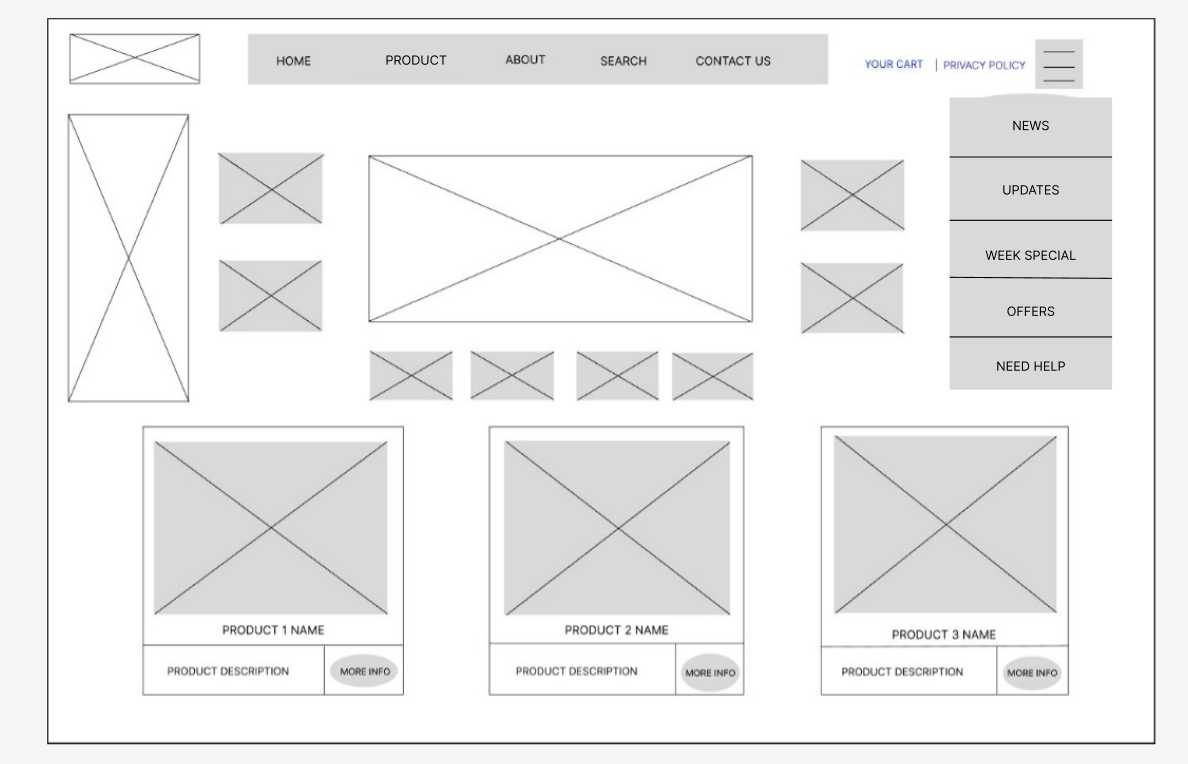 HOME
PRODUCT
ABOUT
SEARCH
CONTACT US
YOUR CART | PRIVACY POLICY
NEWS
UPDATES
WEEK SPECIAL
OFFERS
NEED HELP
PRODUCT 1 NAME
PRODUCT DESCRIPTION
MORE INFO
PRODUCT 2 NAME
PRODUCT DESCRIPTION
MORE INFO
PRODUCT 3 NAME
PRODUCT DESCRIPTION
MORE INFO